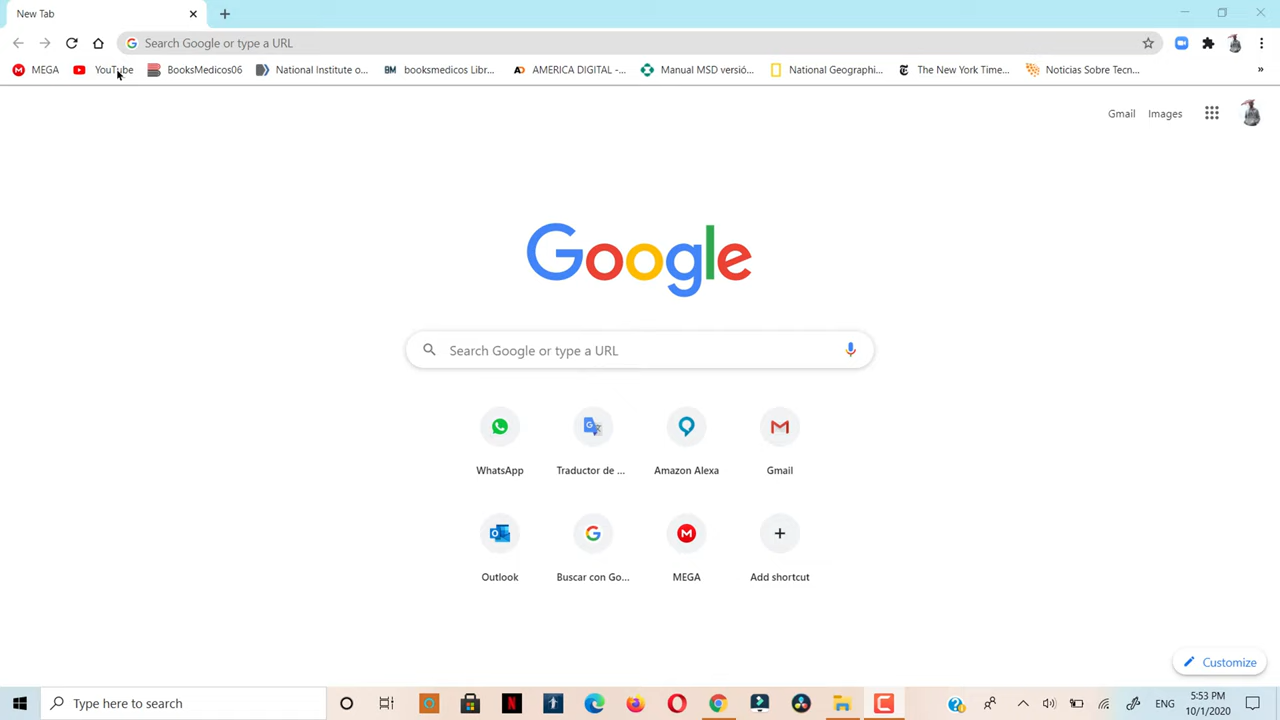 New Tab
Search Google or type a URL
MEGA YouTube BooksMedicos06 National Institute o... booksmedicos Libr... AMERICA DIGITAL -... Manual MSD versió... National Geographi... The New York Time... Noticias Sobre Tecn... »
Gmail Images
Google
Search Google or type a URL
WhatsApp Traductor de ... Amazon Alexa Gmail
Outlook Buscar con Go... MEGA Add shortcut
Customize
Type here to search
ENG
5:53 PM
10/1/2020